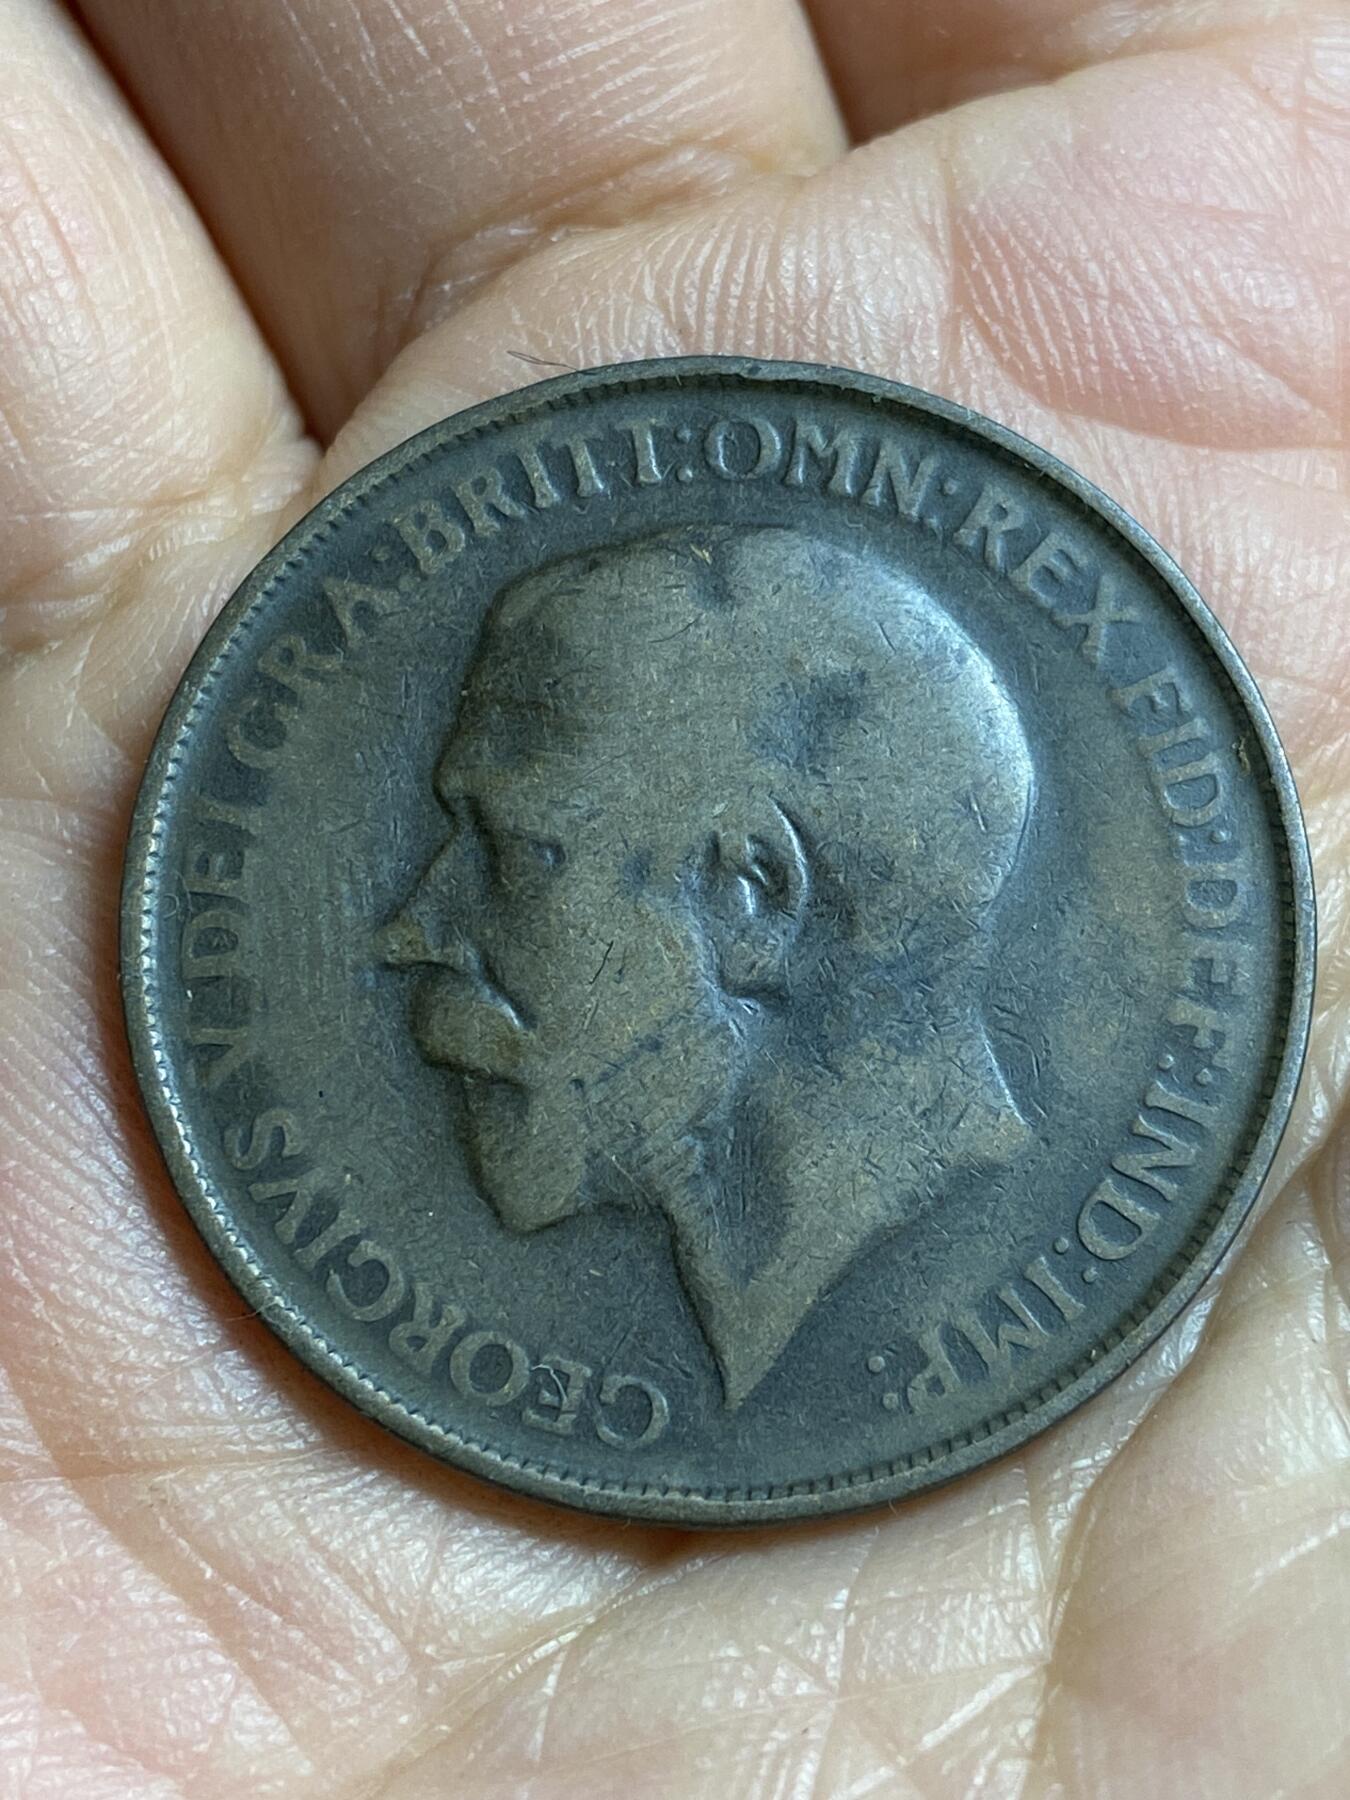 GEORGIVS V DEI GRA: BRITT: OMN: REX FID: DEF: IND: IMP: